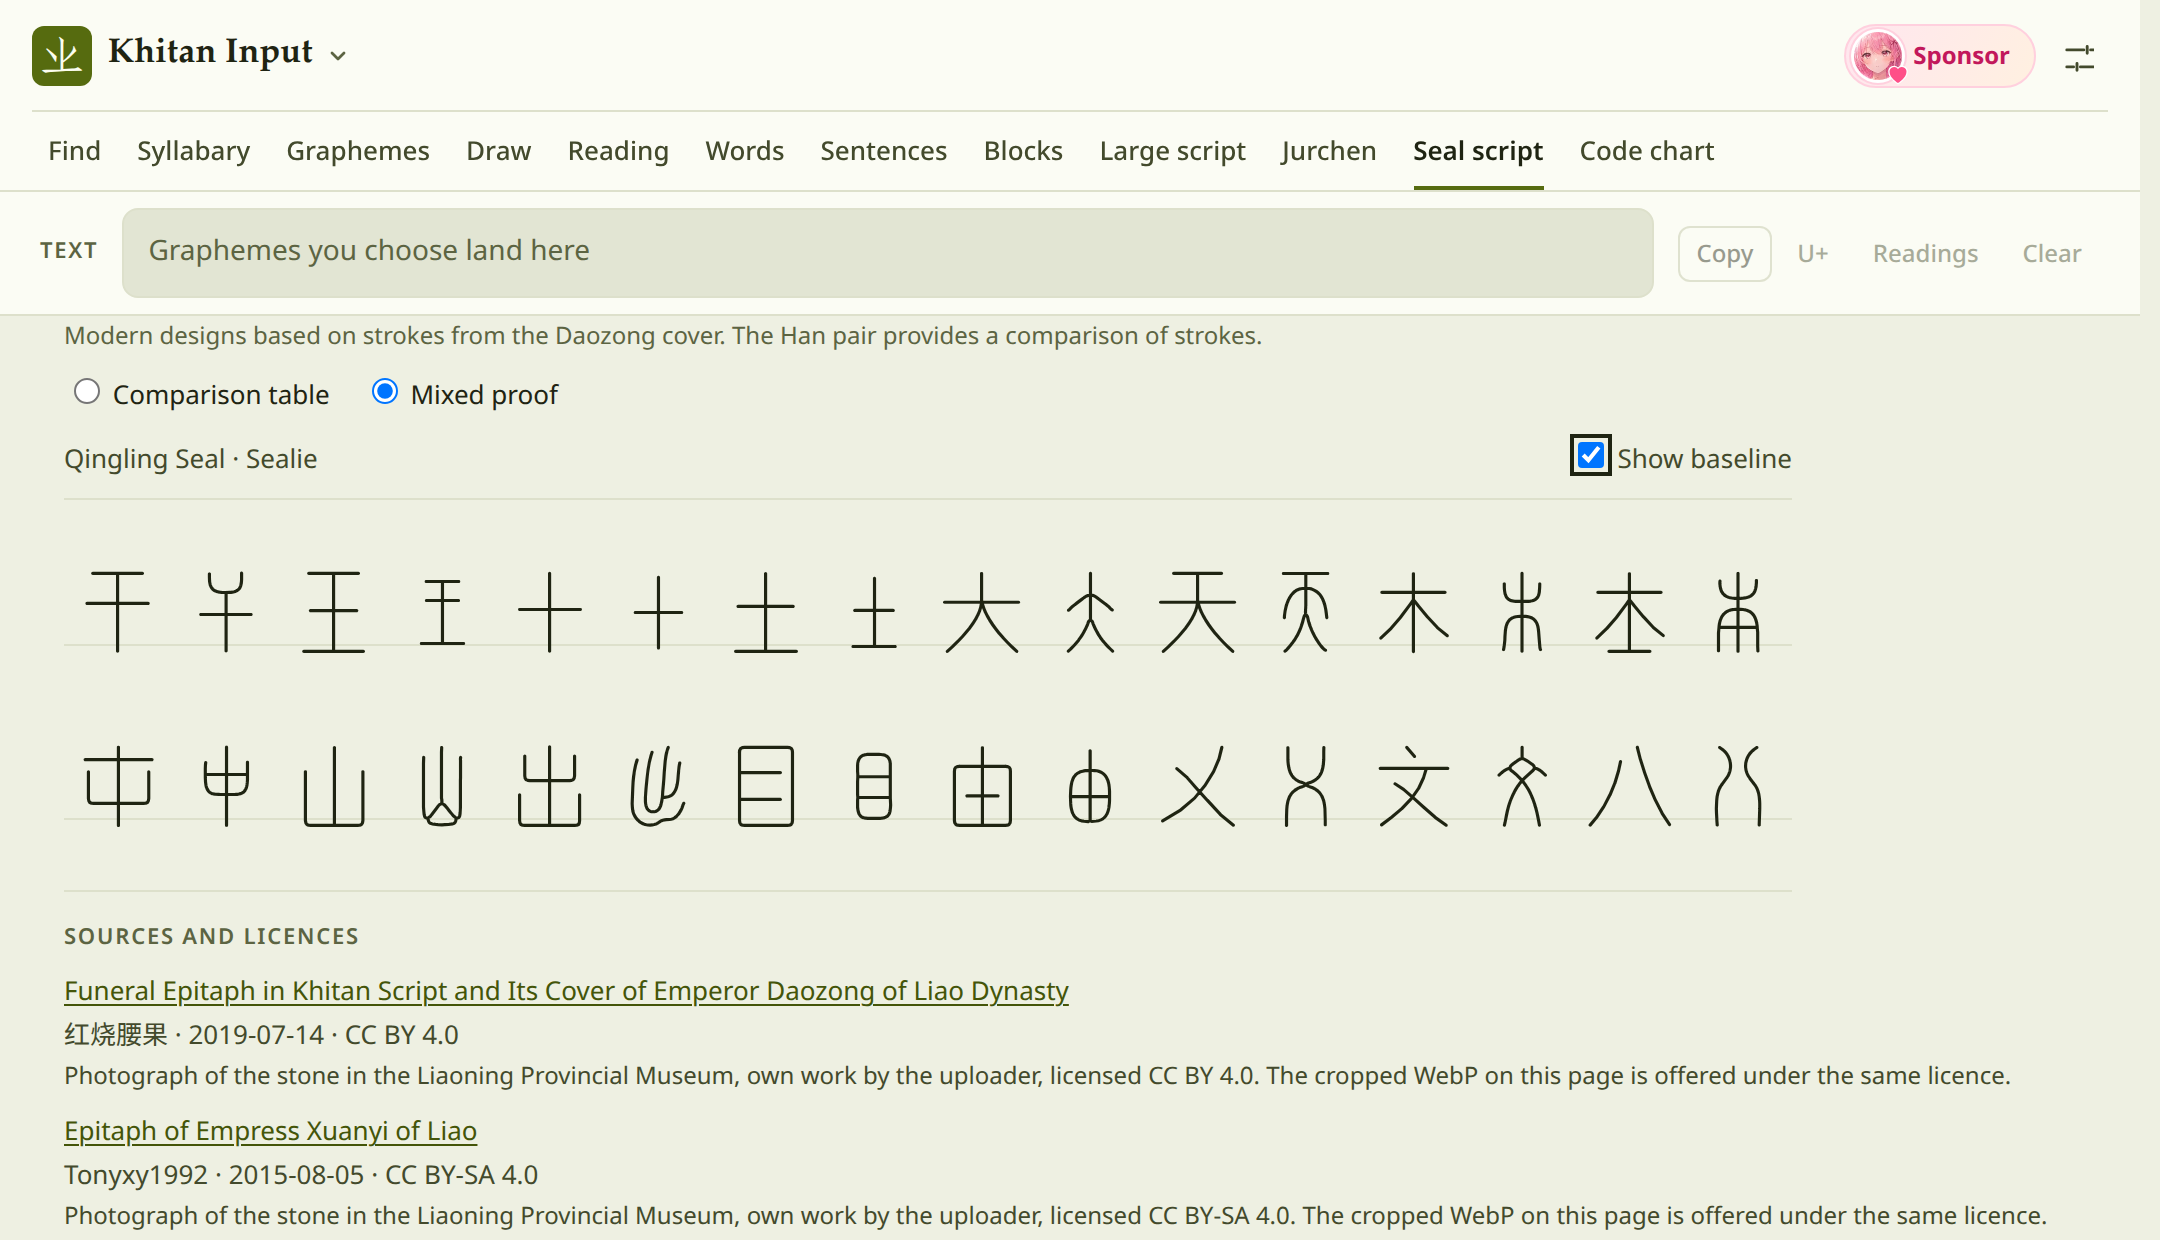 Khitan Input
Sponsor
Find Syllabary Graphemes Draw Reading Words Sentences Blocks Large script Jurchen Seal script Code chart
TEXT Graphemes you choose land here Copy U+ Readings Clear
Modern designs based on strokes from the Daozong cover. The Han pair provides a comparison of strokes.
Comparison table Mixed proof
Qingling Seal · Sealie Show baseline
SOURCES AND LICENCES
Funeral Epitaph in Khitan Script and Its Cover of Emperor Daozong of Liao Dynasty
红烧腰果 · 2019-07-14 · CC BY 4.0
Photograph of the stone in the Liaoning Provincial Museum, own work by the uploader, licensed CC BY 4.0. The cropped WebP on this page is offered under the same licence.
Epitaph of Empress Xuanyi of Liao
Tonyxy1992 · 2015-08-05 · CC BY-SA 4.0
Photograph of the stone in the Liaoning Provincial Museum, own work by the uploader, licensed CC BY-SA 4.0. The cropped WebP on this page is offered under the same licence.